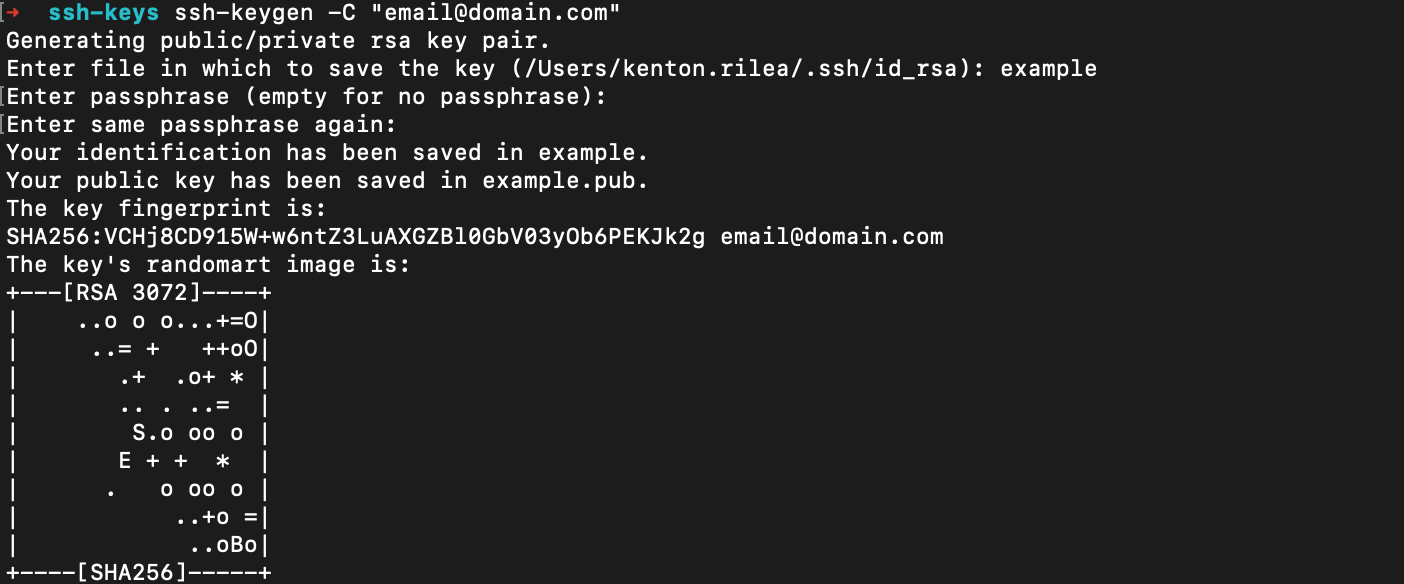 →  ssh-keys ssh-keygen -C "email@domain.com"
Generating public/private rsa key pair.
Enter file in which to save the key (/Users/kenton.rilea/.ssh/id_rsa): example
Enter passphrase (empty for no passphrase):
Enter same passphrase again:
Your identification has been saved in example.
Your public key has been saved in example.pub.
The key fingerprint is:
SHA256:VCHj8CD915W+w6ntZ3LuAXGZBl0GbV03yOb6PEKJk2g email@domain.com
The key's randomart image is:
+---[RSA 3072]----+
|     ..o o o...+=O|
|      ..= +   ++oO|
|        .+  .o+ * |
|        .. . ..=  |
|         S.o oo o |
|        E + +  *  |
|       .   o oo o |
|            ..+o =|
|             ..oBo|
+----[SHA256]-----+